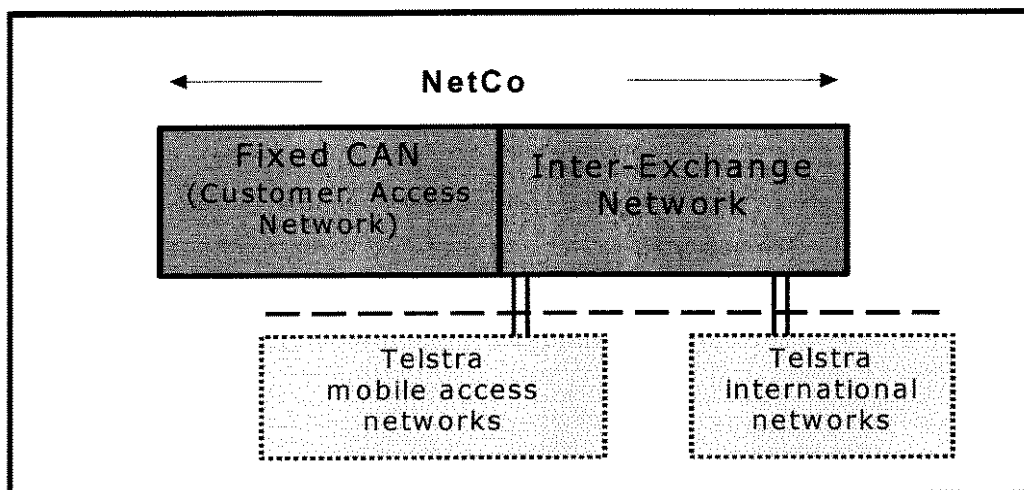 NetCo
Fixed CAN
(Customer Access
Network)
Inter-Exchange
Network
Telstra
mobile access
networks
Telstra
international
networks